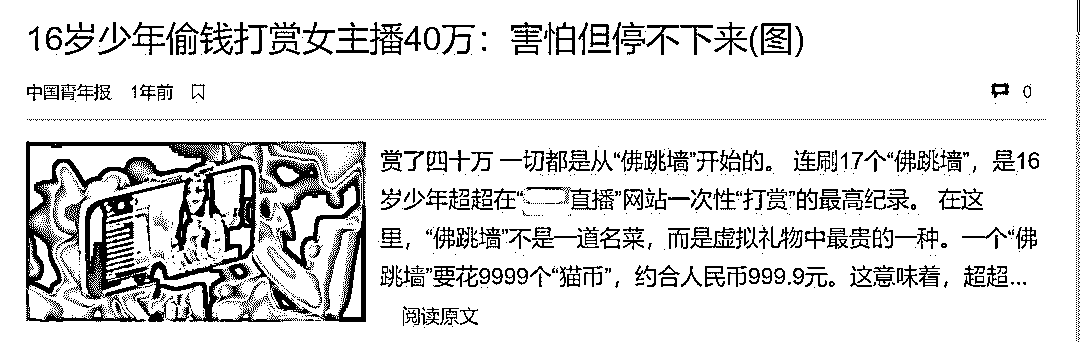 16岁少年偷钱打赏女主播40万：害怕但停不下来(图)
中国青年报 1年前 0
赏了四十万 一切都是从“佛跳墙”开始的。 连刷17个“佛跳墙”，是16
岁少年超超在“直播”网站一次性“打赏”的最高纪录。 在这
里，“佛跳墙”不是一道名菜，而是虚拟礼物中最贵的一种。一个“佛
跳墙”要花9999个“猫币”，约合人民币999.9元。这意味着，超超...
阅读原文